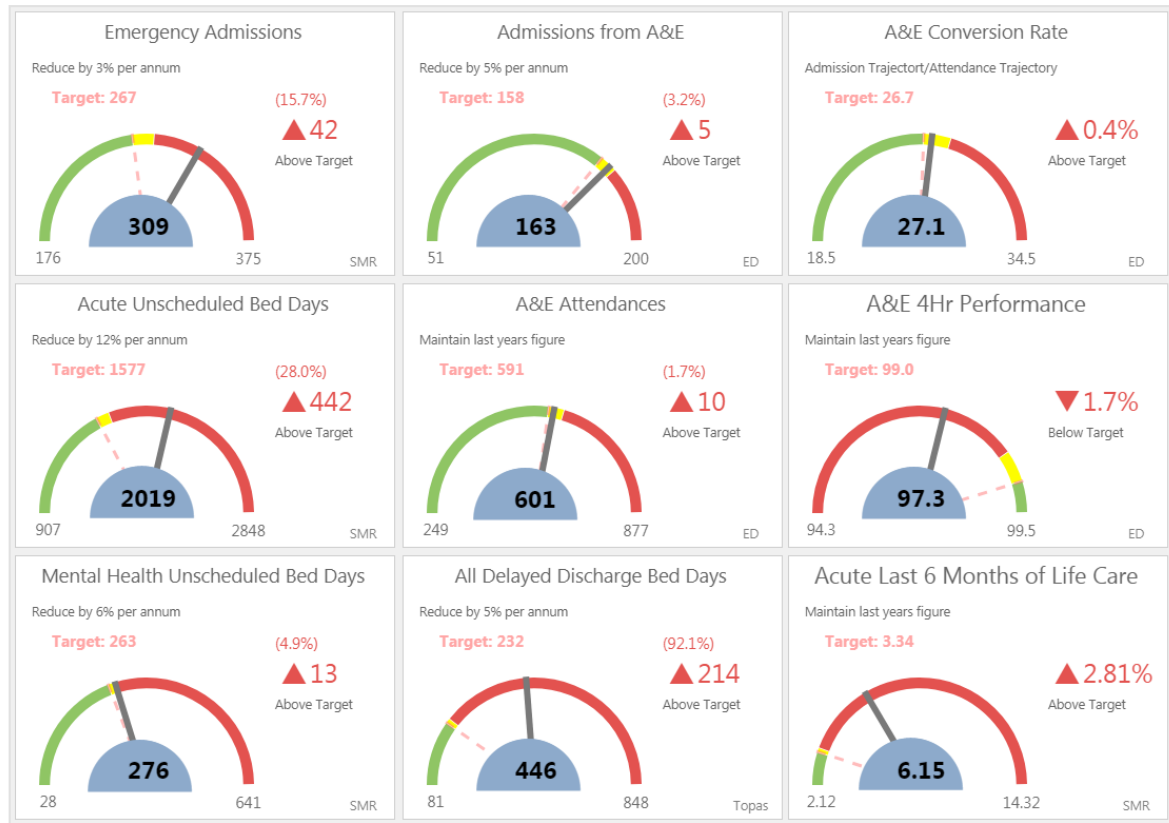 Emergency Admissions
Reduce by 3% per annum
Target: 267
(15.7%)
▲42
Above Target
309
176
375
SMR
Admissions from A&E
Reduce by 5% per annum
Target: 158
(3.2%)
▲5
Above Target
163
51
200
ED
A&E Conversion Rate
Admission Trajectort/Attendance Trajectory
Target: 26.7
▲0.4%
Above Target
27.1
18.5
34.5
ED
Acute Unscheduled Bed Days
Reduce by 12% per annum
Target: 1577
(28.0%)
▲442
Above Target
2019
907
2848
SMR
A&E Attendances
Maintain last years figure
Target: 591
(1.7%)
▲10
Above Target
601
249
877
ED
A&E 4Hr Performance
Maintain last years figure
Target: 99.0
▼1.7%
Below Target
97.3
94.3
99.5
ED
Mental Health Unscheduled Bed Days
Reduce by 6% per annum
Target: 263
(4.9%)
▲13
Above Target
276
28
641
SMR
All Delayed Discharge Bed Days
Reduce by 5% per annum
Target: 232
(92.1%)
▲214
Above Target
446
81
848
Topas
Acute Last 6 Months of Life Care
Maintain last years figure
Target: 3.34
▲2.81%
Above Target
6.15
2.12
14.32
SMR